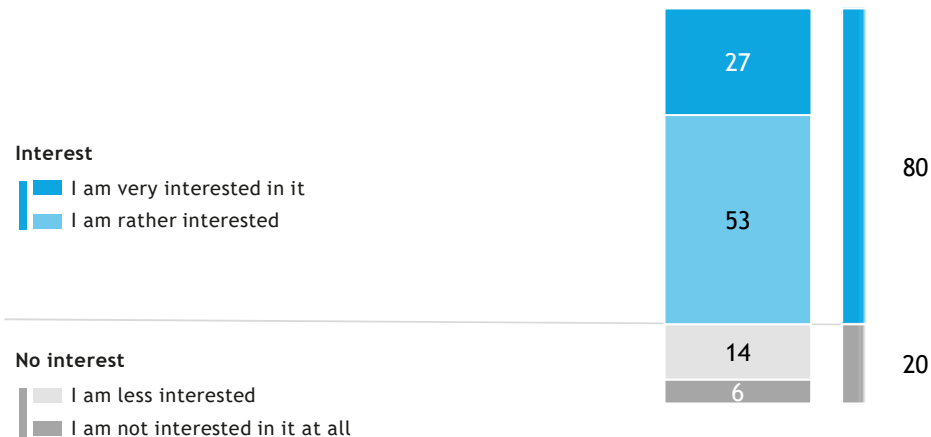 27
Interest
80
I am very interested in it
I am rather interested
53
No interest
14
20
I am less interested
6
I am not interested in it at all